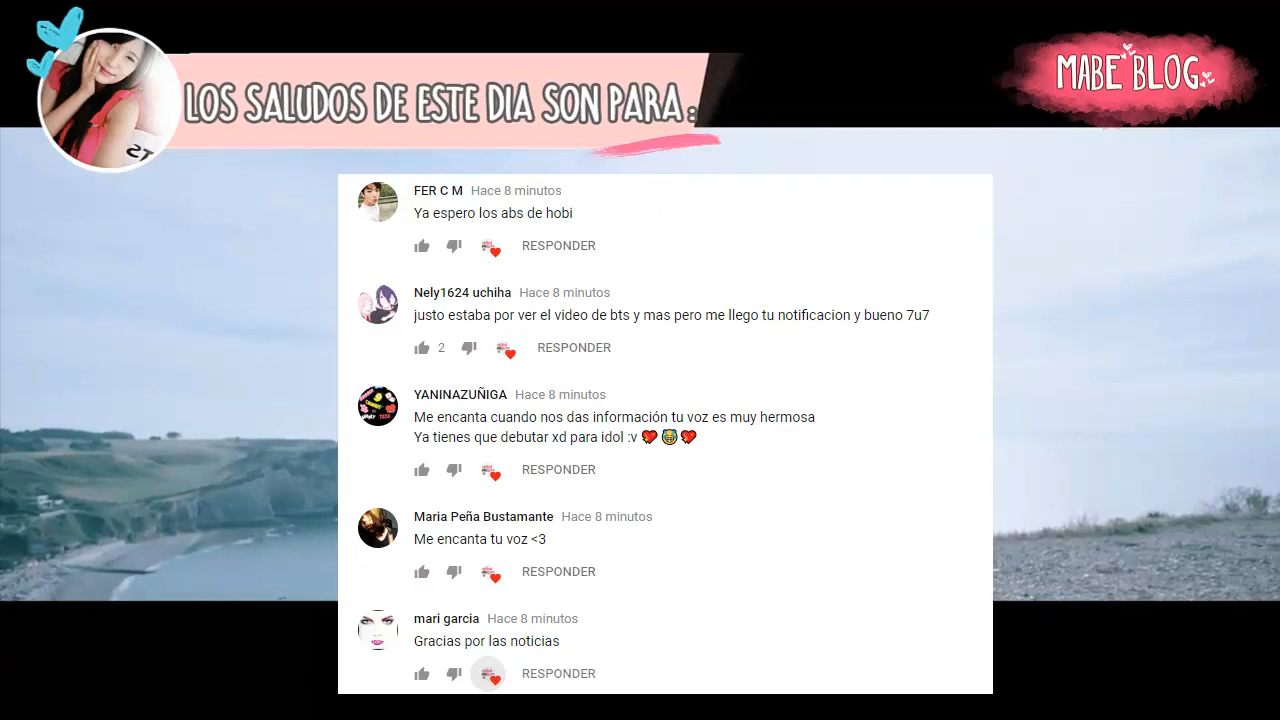 LOS SALUDOS DE ESTE DIA SON PARA :
MABE BLOG
FER C M Hace 8 minutos
Ya espero los abs de hobi
RESPONDER
Nely1624 uchiha Hace 8 minutos
justo estaba por ver el video de bts y mas pero me llego tu notificacion y bueno 7u7
2 RESPONDER
YANINAZUÑIGA Hace 8 minutos
Me encanta cuando nos das información tu voz es muy hermosa
Ya tienes que debutar xd para idol :v 💖 😹 💖
RESPONDER
Maria Peña Bustamante Hace 8 minutos
Me encanta tu voz <3
RESPONDER
mari garcia Hace 8 minutos
Gracias por las noticias
RESPONDER